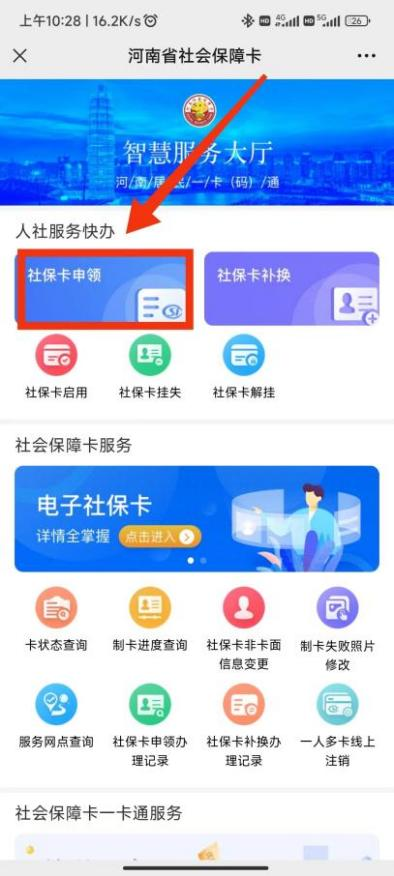 上午10:28 | 16.2K/s
HD 4G HD 5G 26
河南省社会保障卡
智慧服务大厅
河/南/居/民/一/卡（码）/通
人社服务快办
社保卡申领
社保卡补换
社保卡启用
社保卡挂失
社保卡解挂
社会保障卡服务
电子社保卡
详情全掌握 点击进入
卡状态查询
制卡进度查询
社保卡非卡面
信息变更
制卡失败照片
修改
服务网点查询
社保卡申领办
理记录
社保卡补换办
理记录
一人多卡线上
注销
社会保障卡一卡通服务